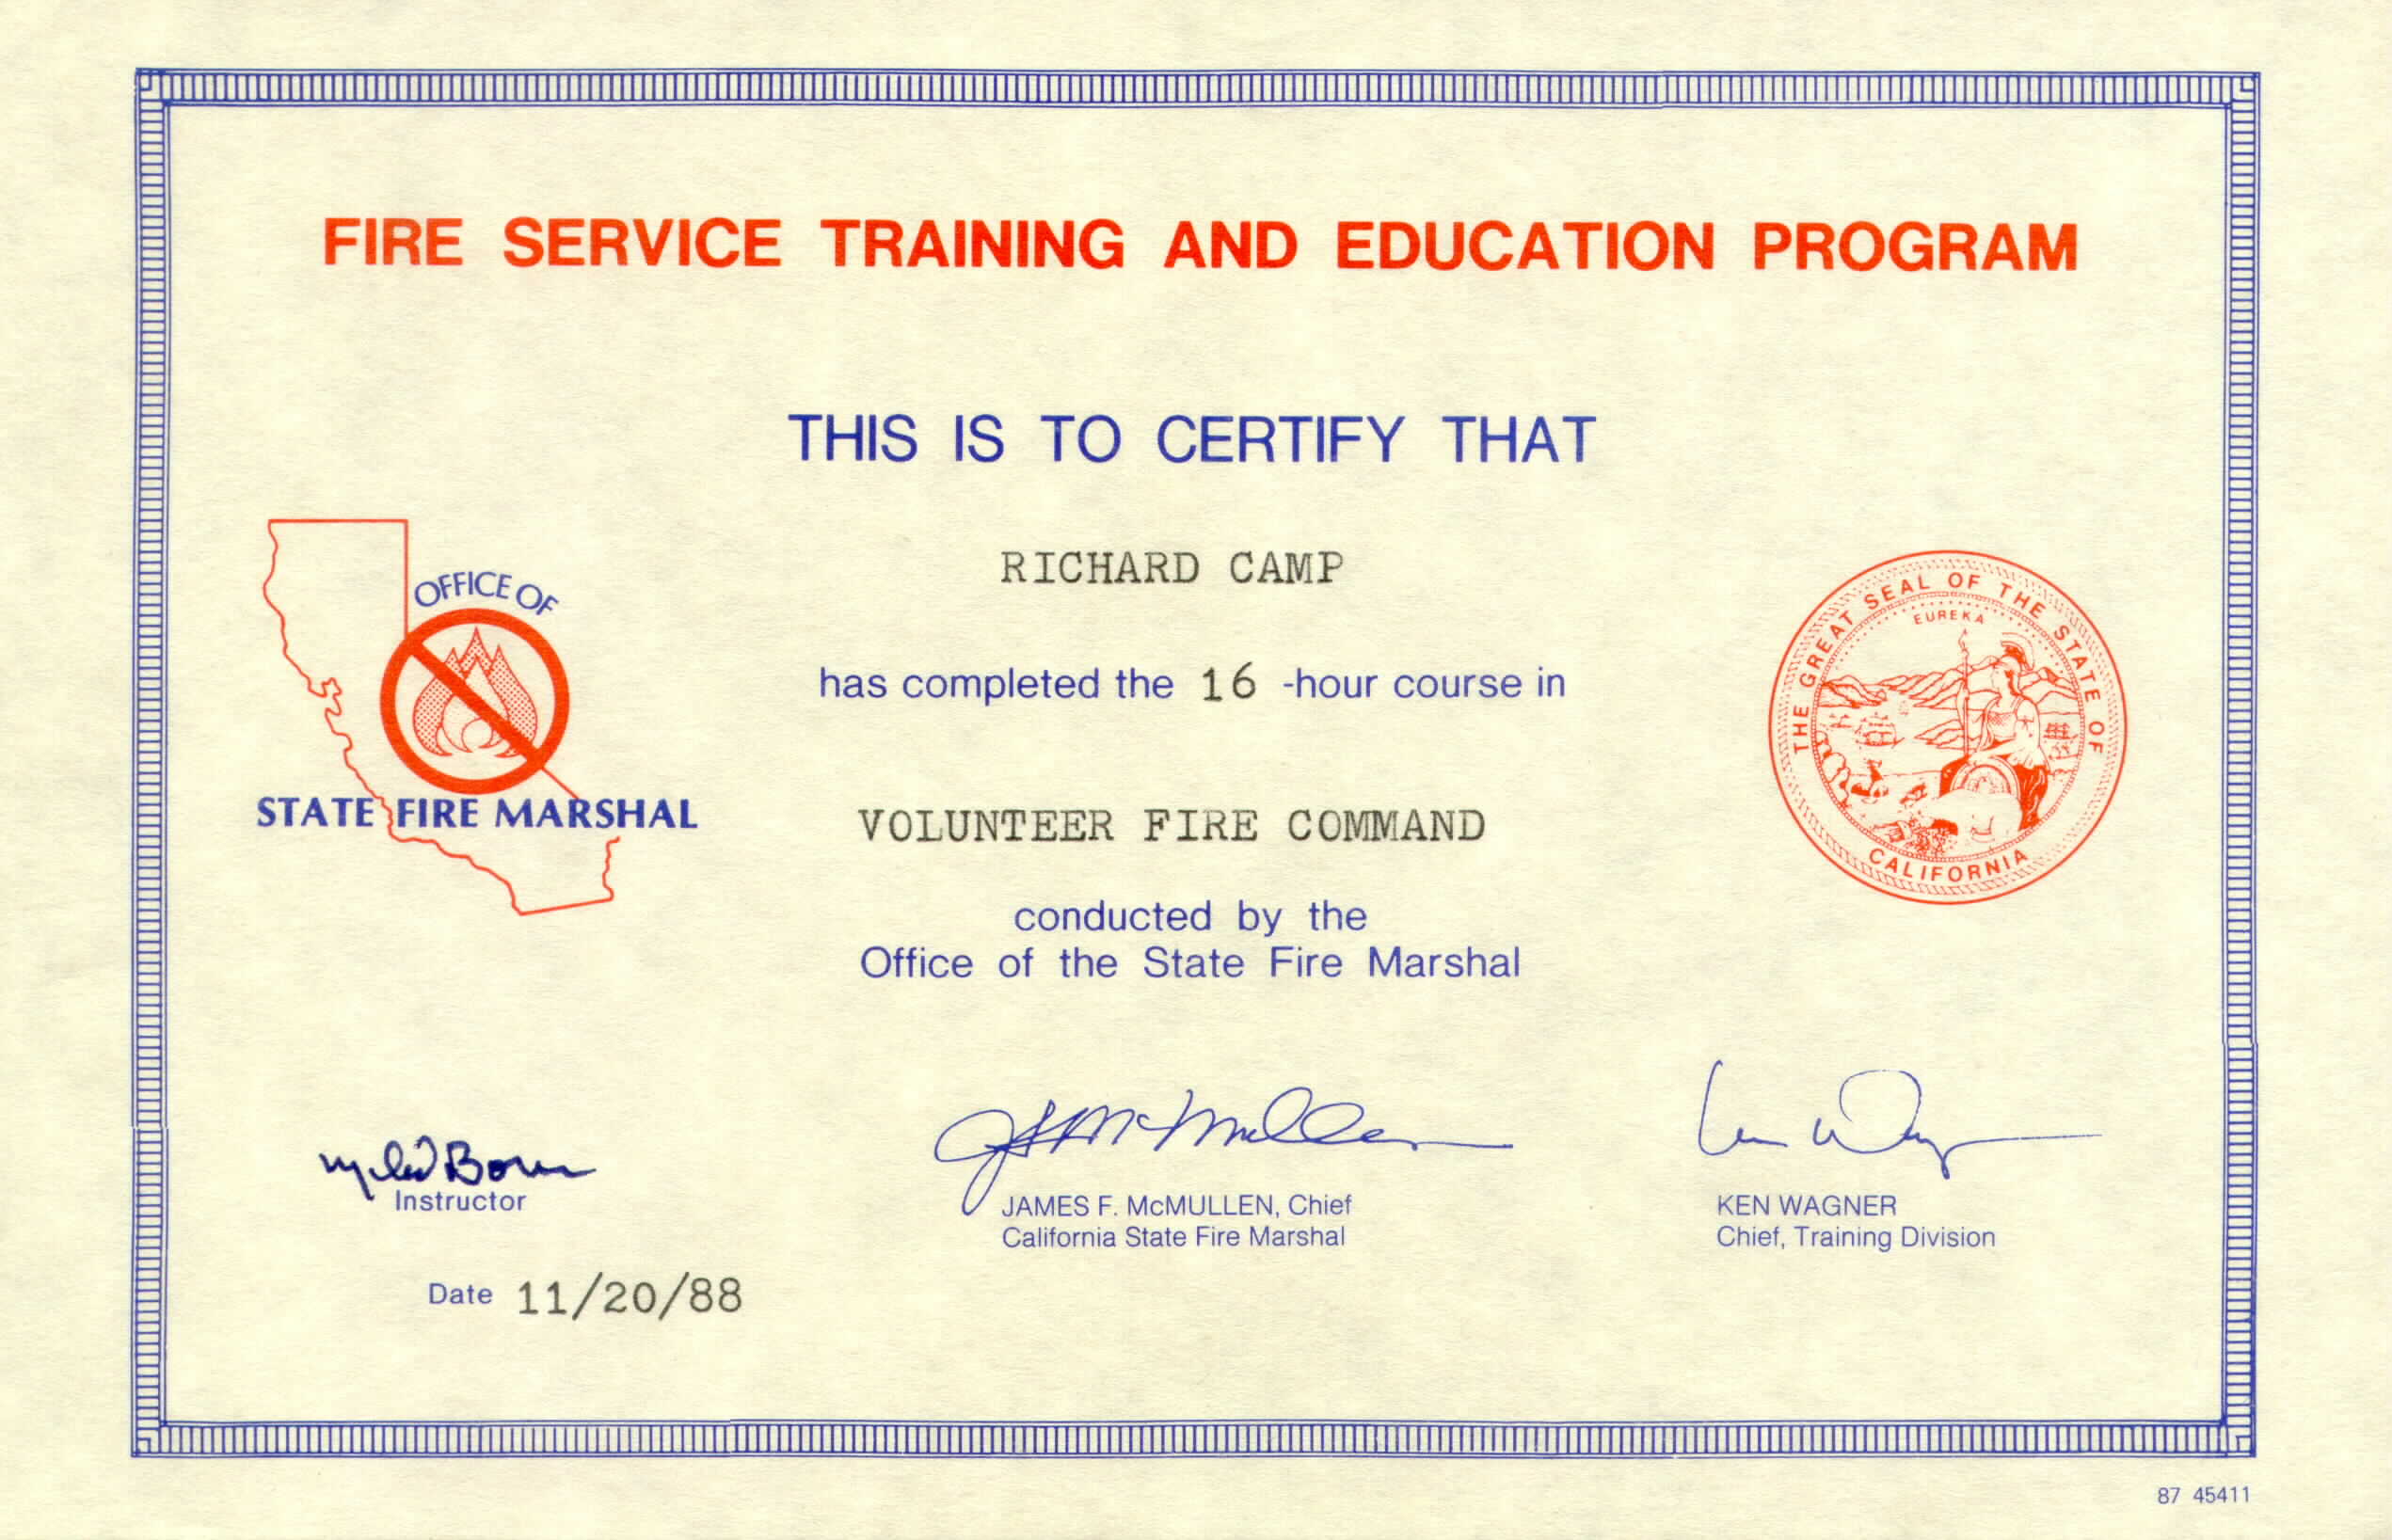 FIRE SERVICE TRAINING AND EDUCATION PROGRAM
THIS IS TO CERTIFY THAT
RICHARD CAMP
has completed the 16 -hour course in
VOLUNTEER FIRE COMMAND
conducted by the
Office of the State Fire Marshal
OFFICE OF
STATE FIRE MARSHAL
THE GREAT SEAL OF THE STATE OF CALIFORNIA
EUREKA
Instructor
Date 11/20/88
JAMES F. McMULLEN, Chief
California State Fire Marshal
KEN WAGNER
Chief, Training Division
87 45411